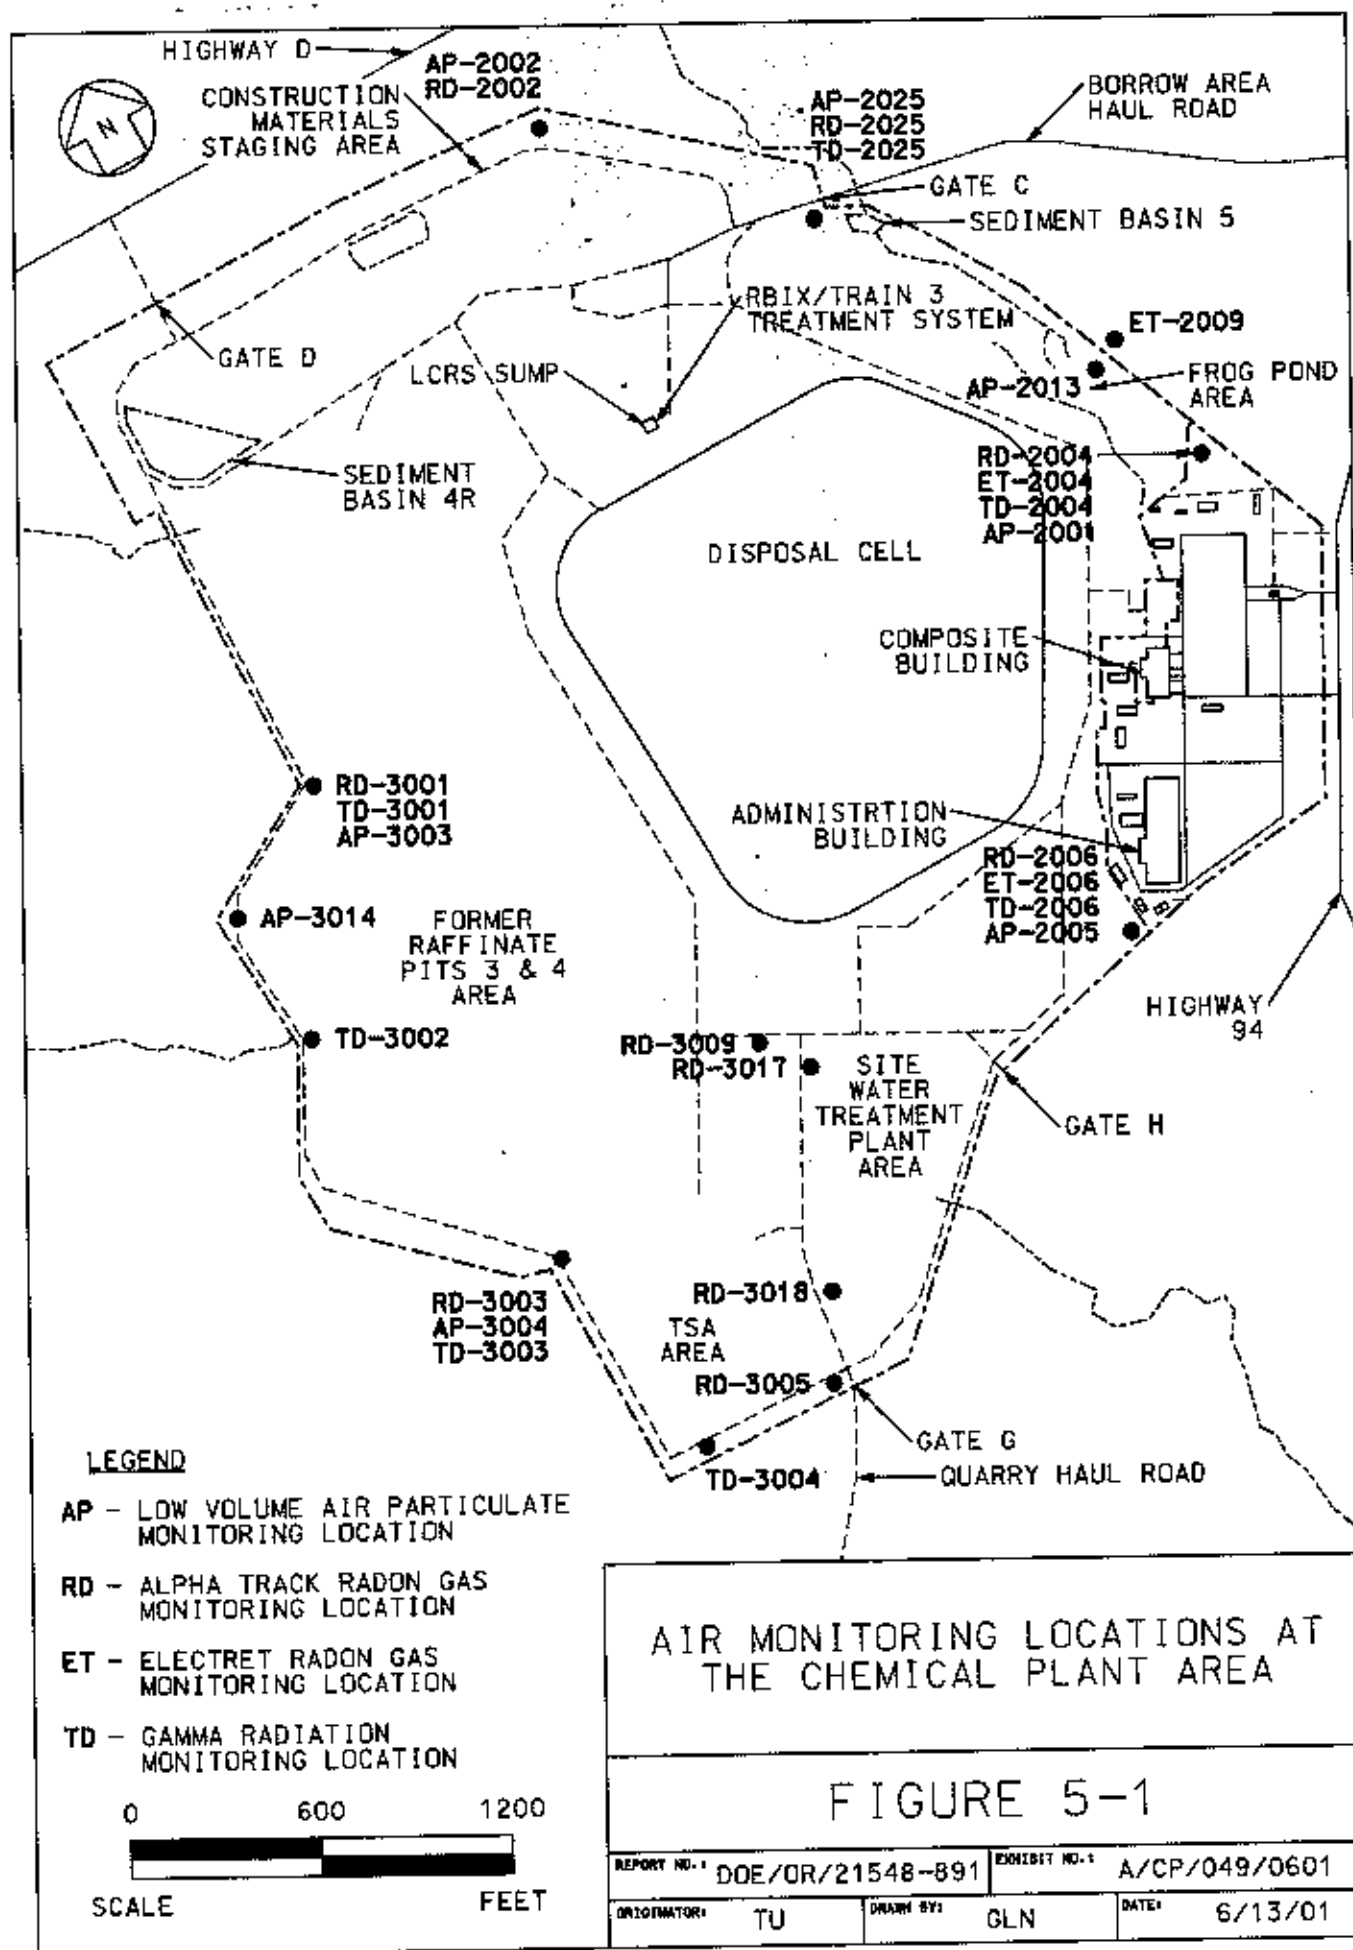 HIGHWAY D
AP-2002
RD-2002
CONSTRUCTION
MATERIALS
STAGING AREA
N
AP-2025
RD-2025
TD-2025
BORROW AREA
HAUL ROAD
GATE C
SEDIMENT BASIN 5
RBIX/TRAIN 3
TREATMENT SYSTEM
ET-2009
GATE D
LCRS SUMP
AP-2013
FROG POND
AREA
SEDIMENT
BASIN 4R
RD-2004
ET-2004
TD-2004
AP-2001
DISPOSAL CELL
COMPOSITE
BUILDING
RD-3001
TD-3001
AP-3003
ADMINISTRTION
BUILDING
RD-2006
ET-2006
TD-2006
AP-2005
AP-3014
FORMER
RAFFINATE
PITS 3 & 4
AREA
HIGHWAY
94
TD-3002
RD-3009
RD-3017
SITE
WATER
TREATMENT
PLANT
AREA
GATE H
RD-3003
AP-3004
TD-3003
RD-3018
TSA
AREA
RD-3005
GATE G
TD-3004
QUARRY HAUL ROAD
LEGEND
AP - LOW VOLUME AIR PARTICULATE
MONITORING LOCATION
RD - ALPHA TRACK RADON GAS
MONITORING LOCATION
ET - ELECTRET RADON GAS
MONITORING LOCATION
TD - GAMMA RADIATION
MONITORING LOCATION
0 600 1200
SCALE FEET
AIR MONITORING LOCATIONS AT
THE CHEMICAL PLANT AREA
FIGURE 5-1
REPORT NO.: DOE/OR/21548-891 EXHIBIT NO.: A/CP/049/0601
ORIGINATOR: TU DRAWN BY: GLN DATE: 6/13/01